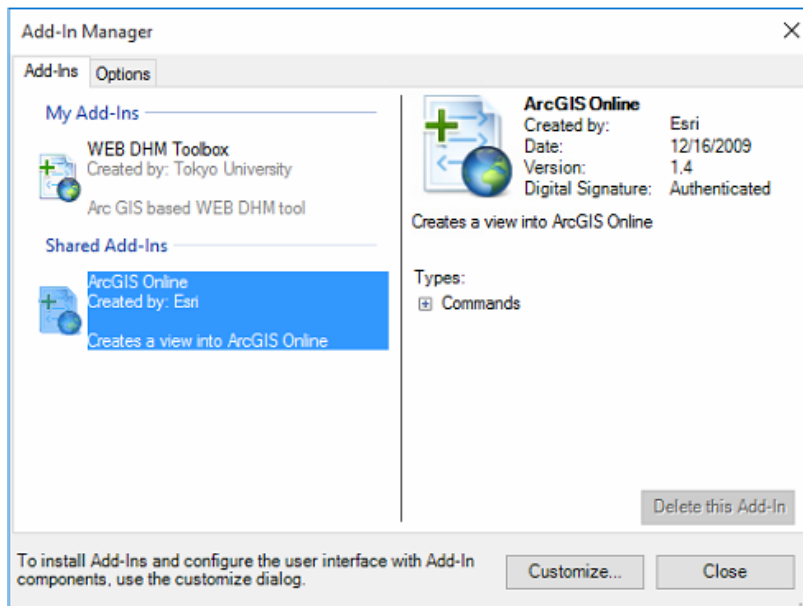 Add-In Manager
Add-Ins
Options
My Add-Ins
WEB DHM Toolbox
Created by: Tokyo University
Arc GIS based WEB DHM tool
Shared Add-Ins
ArcGIS Online
Created by: Esri
Creates a view into ArcGIS Online
ArcGIS Online
Created by: Esri
Date: 12/16/2009
Version: 1.4
Digital Signature: Authenticated
Creates a view into ArcGIS Online
Types:
Commands
Delete this Add-In
To install Add-Ins and configure the user interface with Add-In
components, use the customize dialog.
Customize...
Close